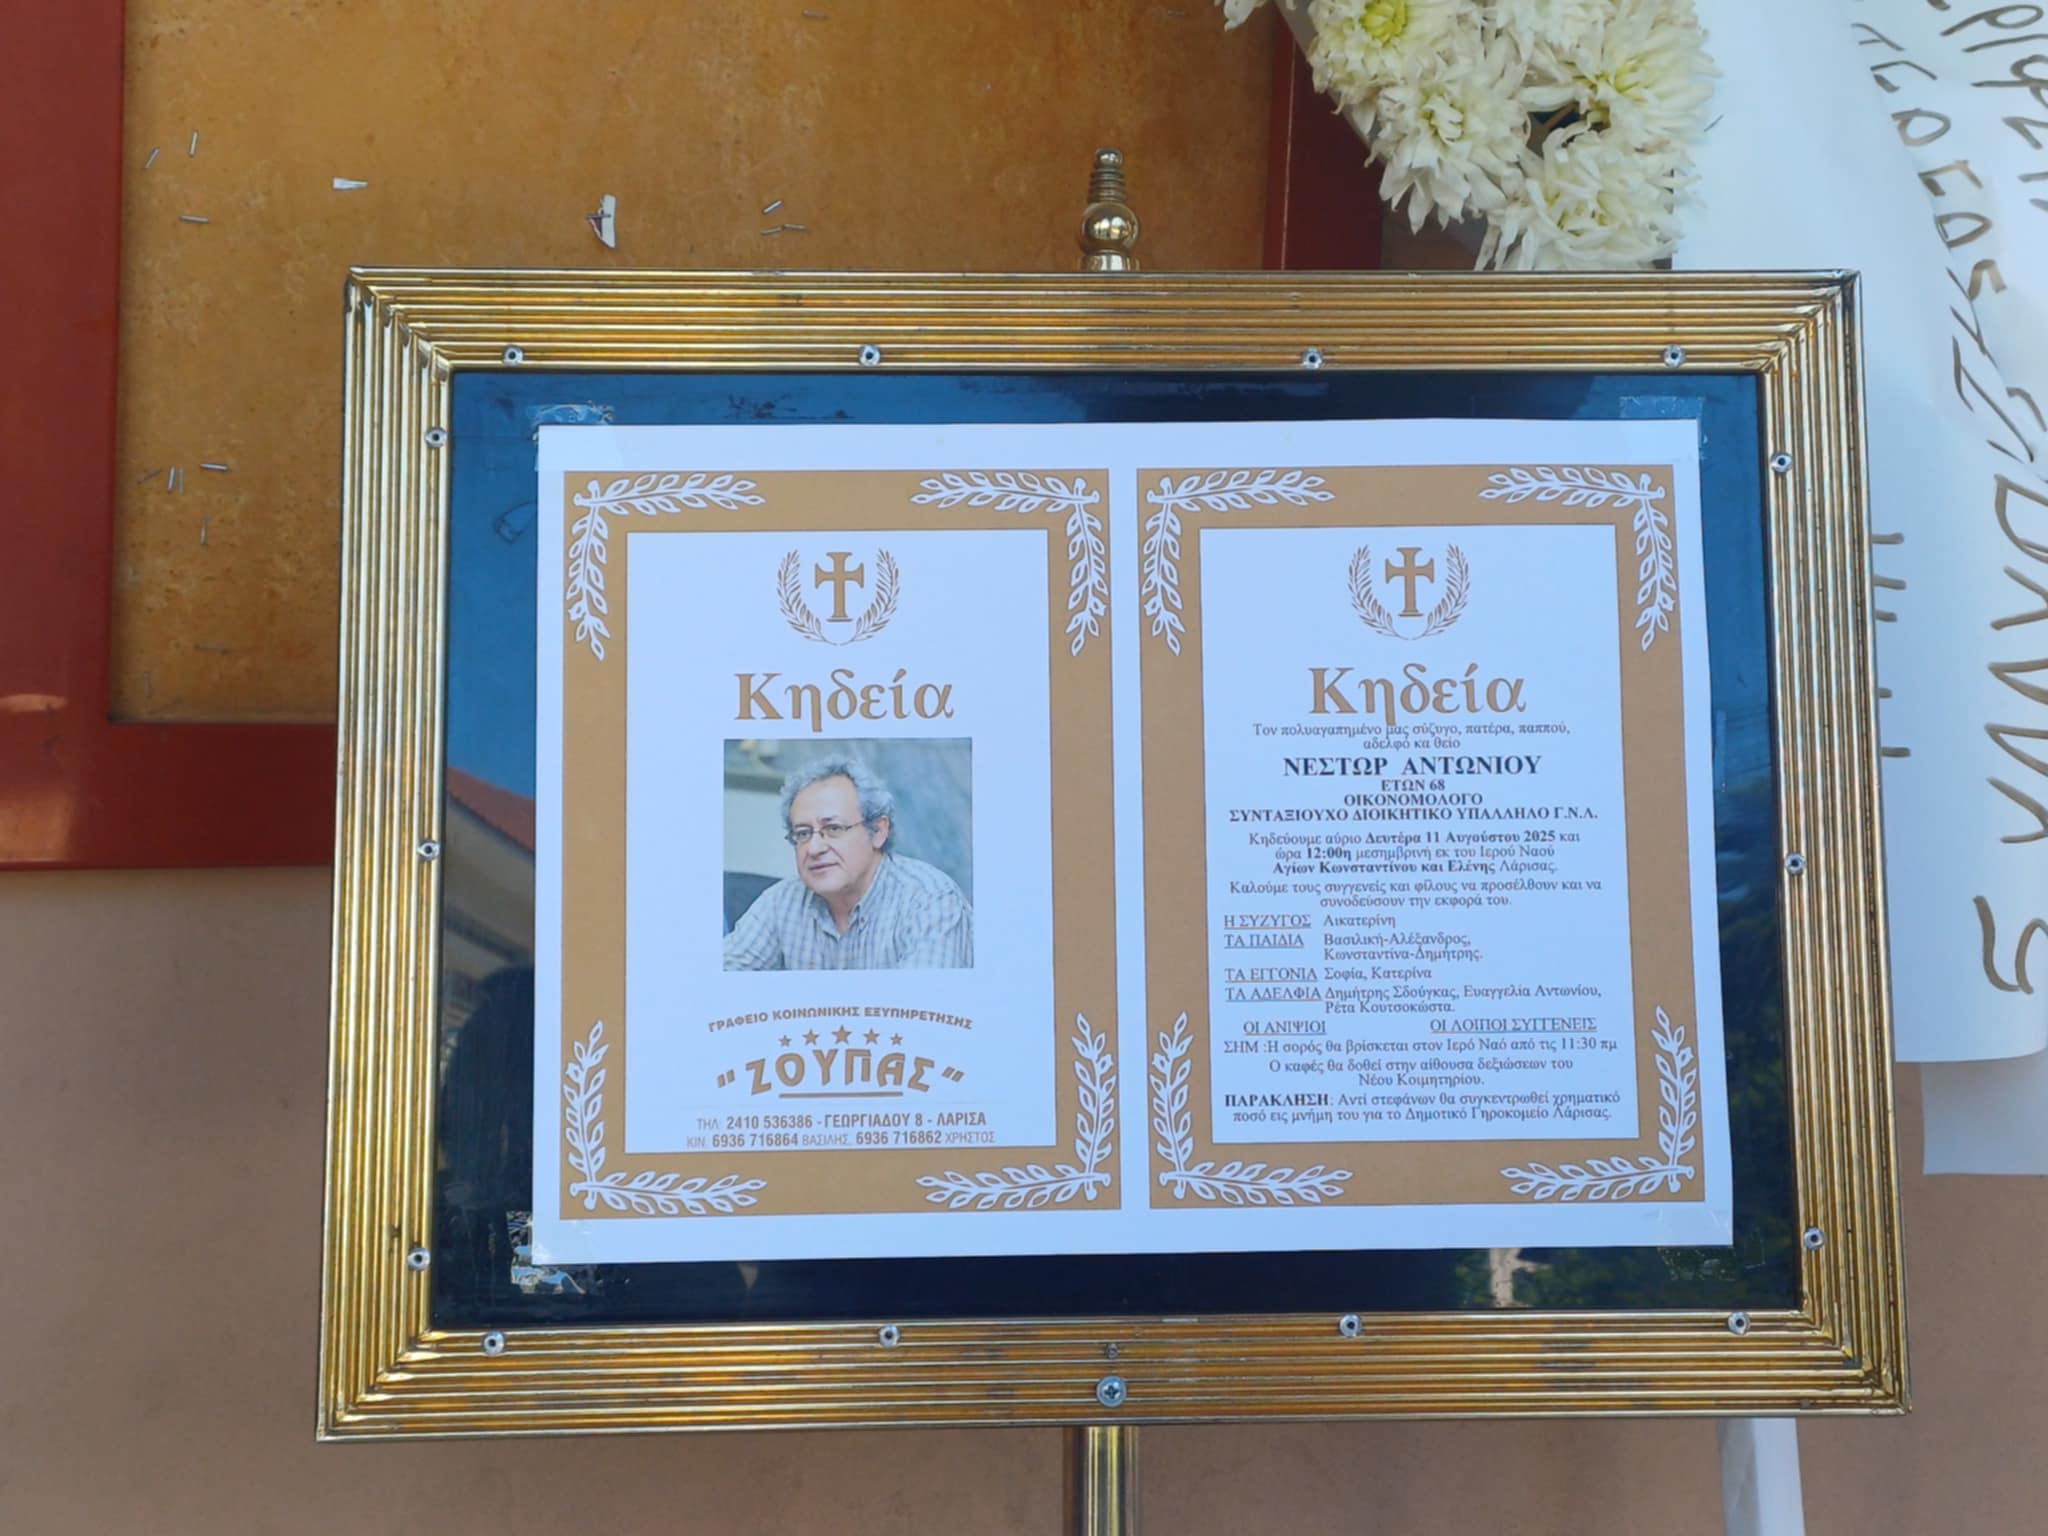 Κηδεία
ΓΡΑΦΕΙΟ ΚΟΙΝΩΝΙΚΗΣ ΕΞΥΠΗΡΕΤΗΣΗΣ
"ΖΟΥΠΑΣ"
ΤΗΛ: 2410 536386 - ΓΕΩΡΓΙΑΔΟΥ 8 - ΛΑΡΙΣΑ
ΚΙΝ. 6936 716864 ΒΑΣΙΛΗΣ, 6936 716862 ΧΡΗΣΤΟΣ
Κηδεία
Τον πολυαγαπημένο μας σύζυγο, πατέρα, παππού,
αδελφό κα θείο
ΝΕΣΤΩΡ ΑΝΤΩΝΙΟΥ
ΕΤΩΝ 68
ΟΙΚΟΝΟΜΟΛΟΓΟ
ΣΥΝΤΑΞΙΟΥΧΟ ΔΙΟΙΚΗΤΙΚΟ ΥΠΑΛΛΗΛΟ Γ.Ν.Λ.
Κηδεύουμε αύριο Δευτέρα 11 Αυγούστου 2025 και
ώρα 12:00η μεσημβρινή εκ του Ιερού Ναού
Αγίων Κωνσταντίνου και Ελένης Λάρισας.
Καλούμε τους συγγενείς και φίλους να προσέλθουν και να
συνοδεύσουν την εκφορά του.
Η ΣΥΖΥΓΟΣ Αικατερίνη
ΤΑ ΠΑΙΔΙΑ Βασιλική-Αλέξανδρος,
Κωνσταντίνα-Δημήτρης.
ΤΑ ΕΓΓΟΝΙΑ Σοφία, Κατερίνα
ΤΑ ΑΔΕΛΦΙΑ Δημήτρης Σδούγκας, Ευαγγελία Αντωνίου,
Ρέτα Κουτσοκώστα.
ΟΙ ΑΝΙΨΙΟΙ ΟΙ ΛΟΙΠΟΙ ΣΥΓΓΕΝΕΙΣ
ΣΗΜ :Η σορός θα βρίσκεται στον Ιερό Ναό από τις 11:30 πμ
Ο καφές θα δοθεί στην αίθουσα δεξιώσεων του
Νέου Κοιμητηρίου.
ΠΑΡΑΚΛΗΣΗ: Αντί στεφάνων θα συγκεντρωθεί χρηματικό
ποσό εις μνήμη του για το Δημοτικό Γηροκομείο Λάρισας.